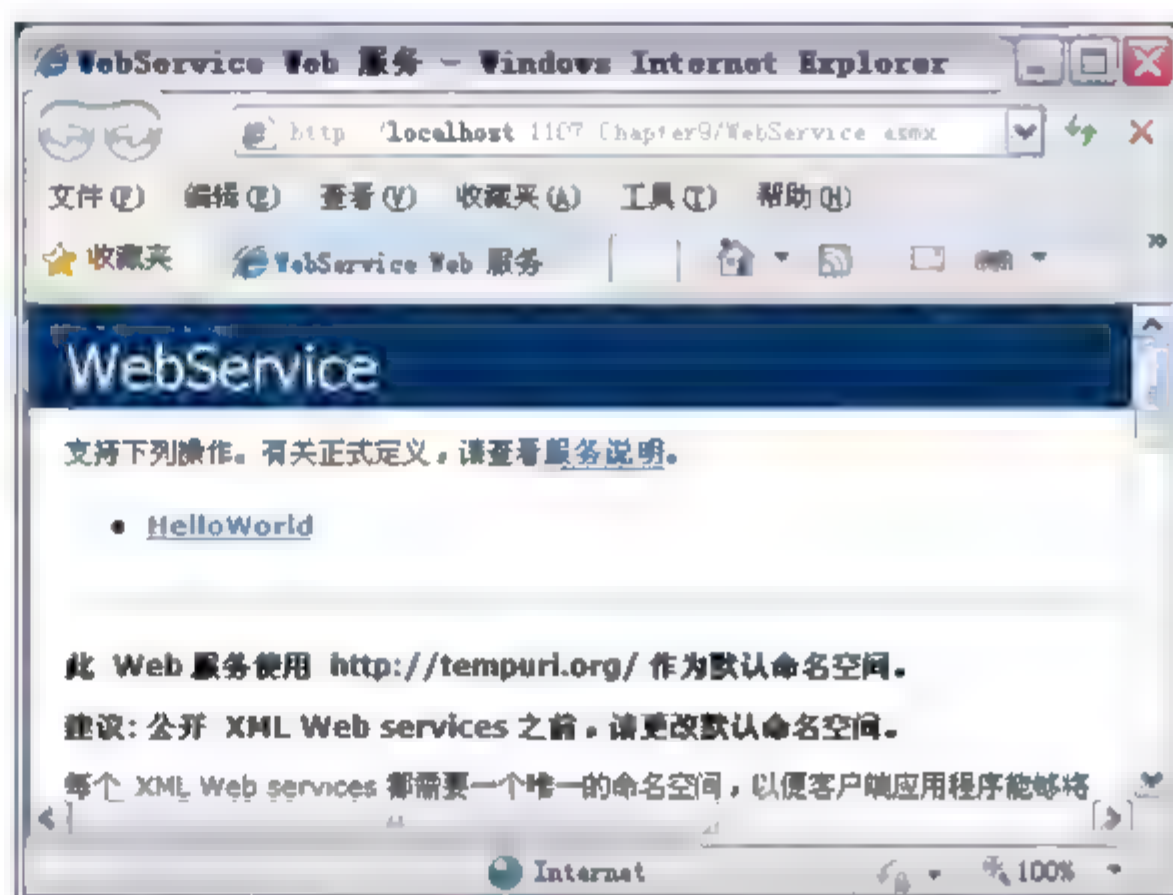 WebService Web 服务 - Windows Internet Explorer
http //localhost 1107 Chapter9/WebService asmx
文件(F) 编辑(E) 查看(V) 收藏夹(A) 工具(T) 帮助(H)
收藏夹 WebService Web 服务
WebService
支持下列操作。有关正式定义，请查看服务说明。
• HelloWorld
此 Web 服务使用 http://tempuri.org/ 作为默认命名空间。
建议: 公开 XML Web services 之前，请更改默认命名空间。
每个 XML Web services 都需要一个唯一的命名空间，以便客户端应用程序能够将
Internet 100%